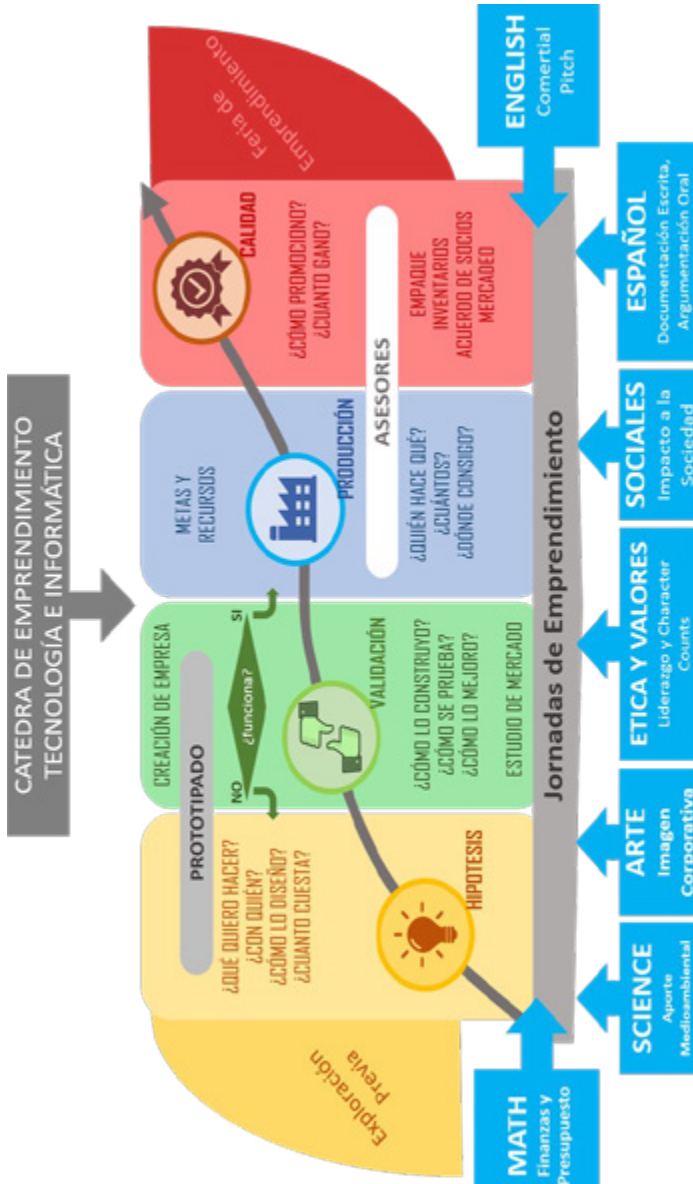 CATEDRA DE EMPRENDIMIENTO
TECNOLOGÍA E INFORMÁTICA
Exploración
Previa
PROTOTIPADO
¿QUÉ QUIERO HACER?
¿CON QUIÉN?
¿CÓMO LO DISEÑO?
¿CUANTO CUESTA?
HIPOTESIS
CREACIÓN DE EMPRESA
NO
¿funciona?
SI
VALIDACIÓN
¿CÓMO LO CONSTRUYO?
¿CÓMO SE PRUEBA?
¿CÓMO LO MEJORO?
ESTUDIO DE MERCADO
METAS Y
RECURSOS
PRODUCCIÓN
ASESORES
¿QUIÉN HACE QUÉ?
¿CUÁNTOS?
¿DÓNDE CONSIGO?
CALIDAD
¿CÓMO PROMOCIONO?
¿CUANTO GANO?
EMPAQUE
INVENTARIOS
ACUERDO DE SOCIOS
MERCADEO
Feria de
Emprendimiento
Jornadas de Emprendimiento
MATH
Finanzas y
Presupuesto
SCIENCE
Aporte
Medioambiental
ARTE
Imagen
Corporativa
ETICA Y VALORES
Liderazgo y Character
Counts
SOCIALES
Impacto a la
Sociedad
ESPAÑOL
Documentación Escrita,
Argumentación Oral
ENGLISH
Comertial
Pitch